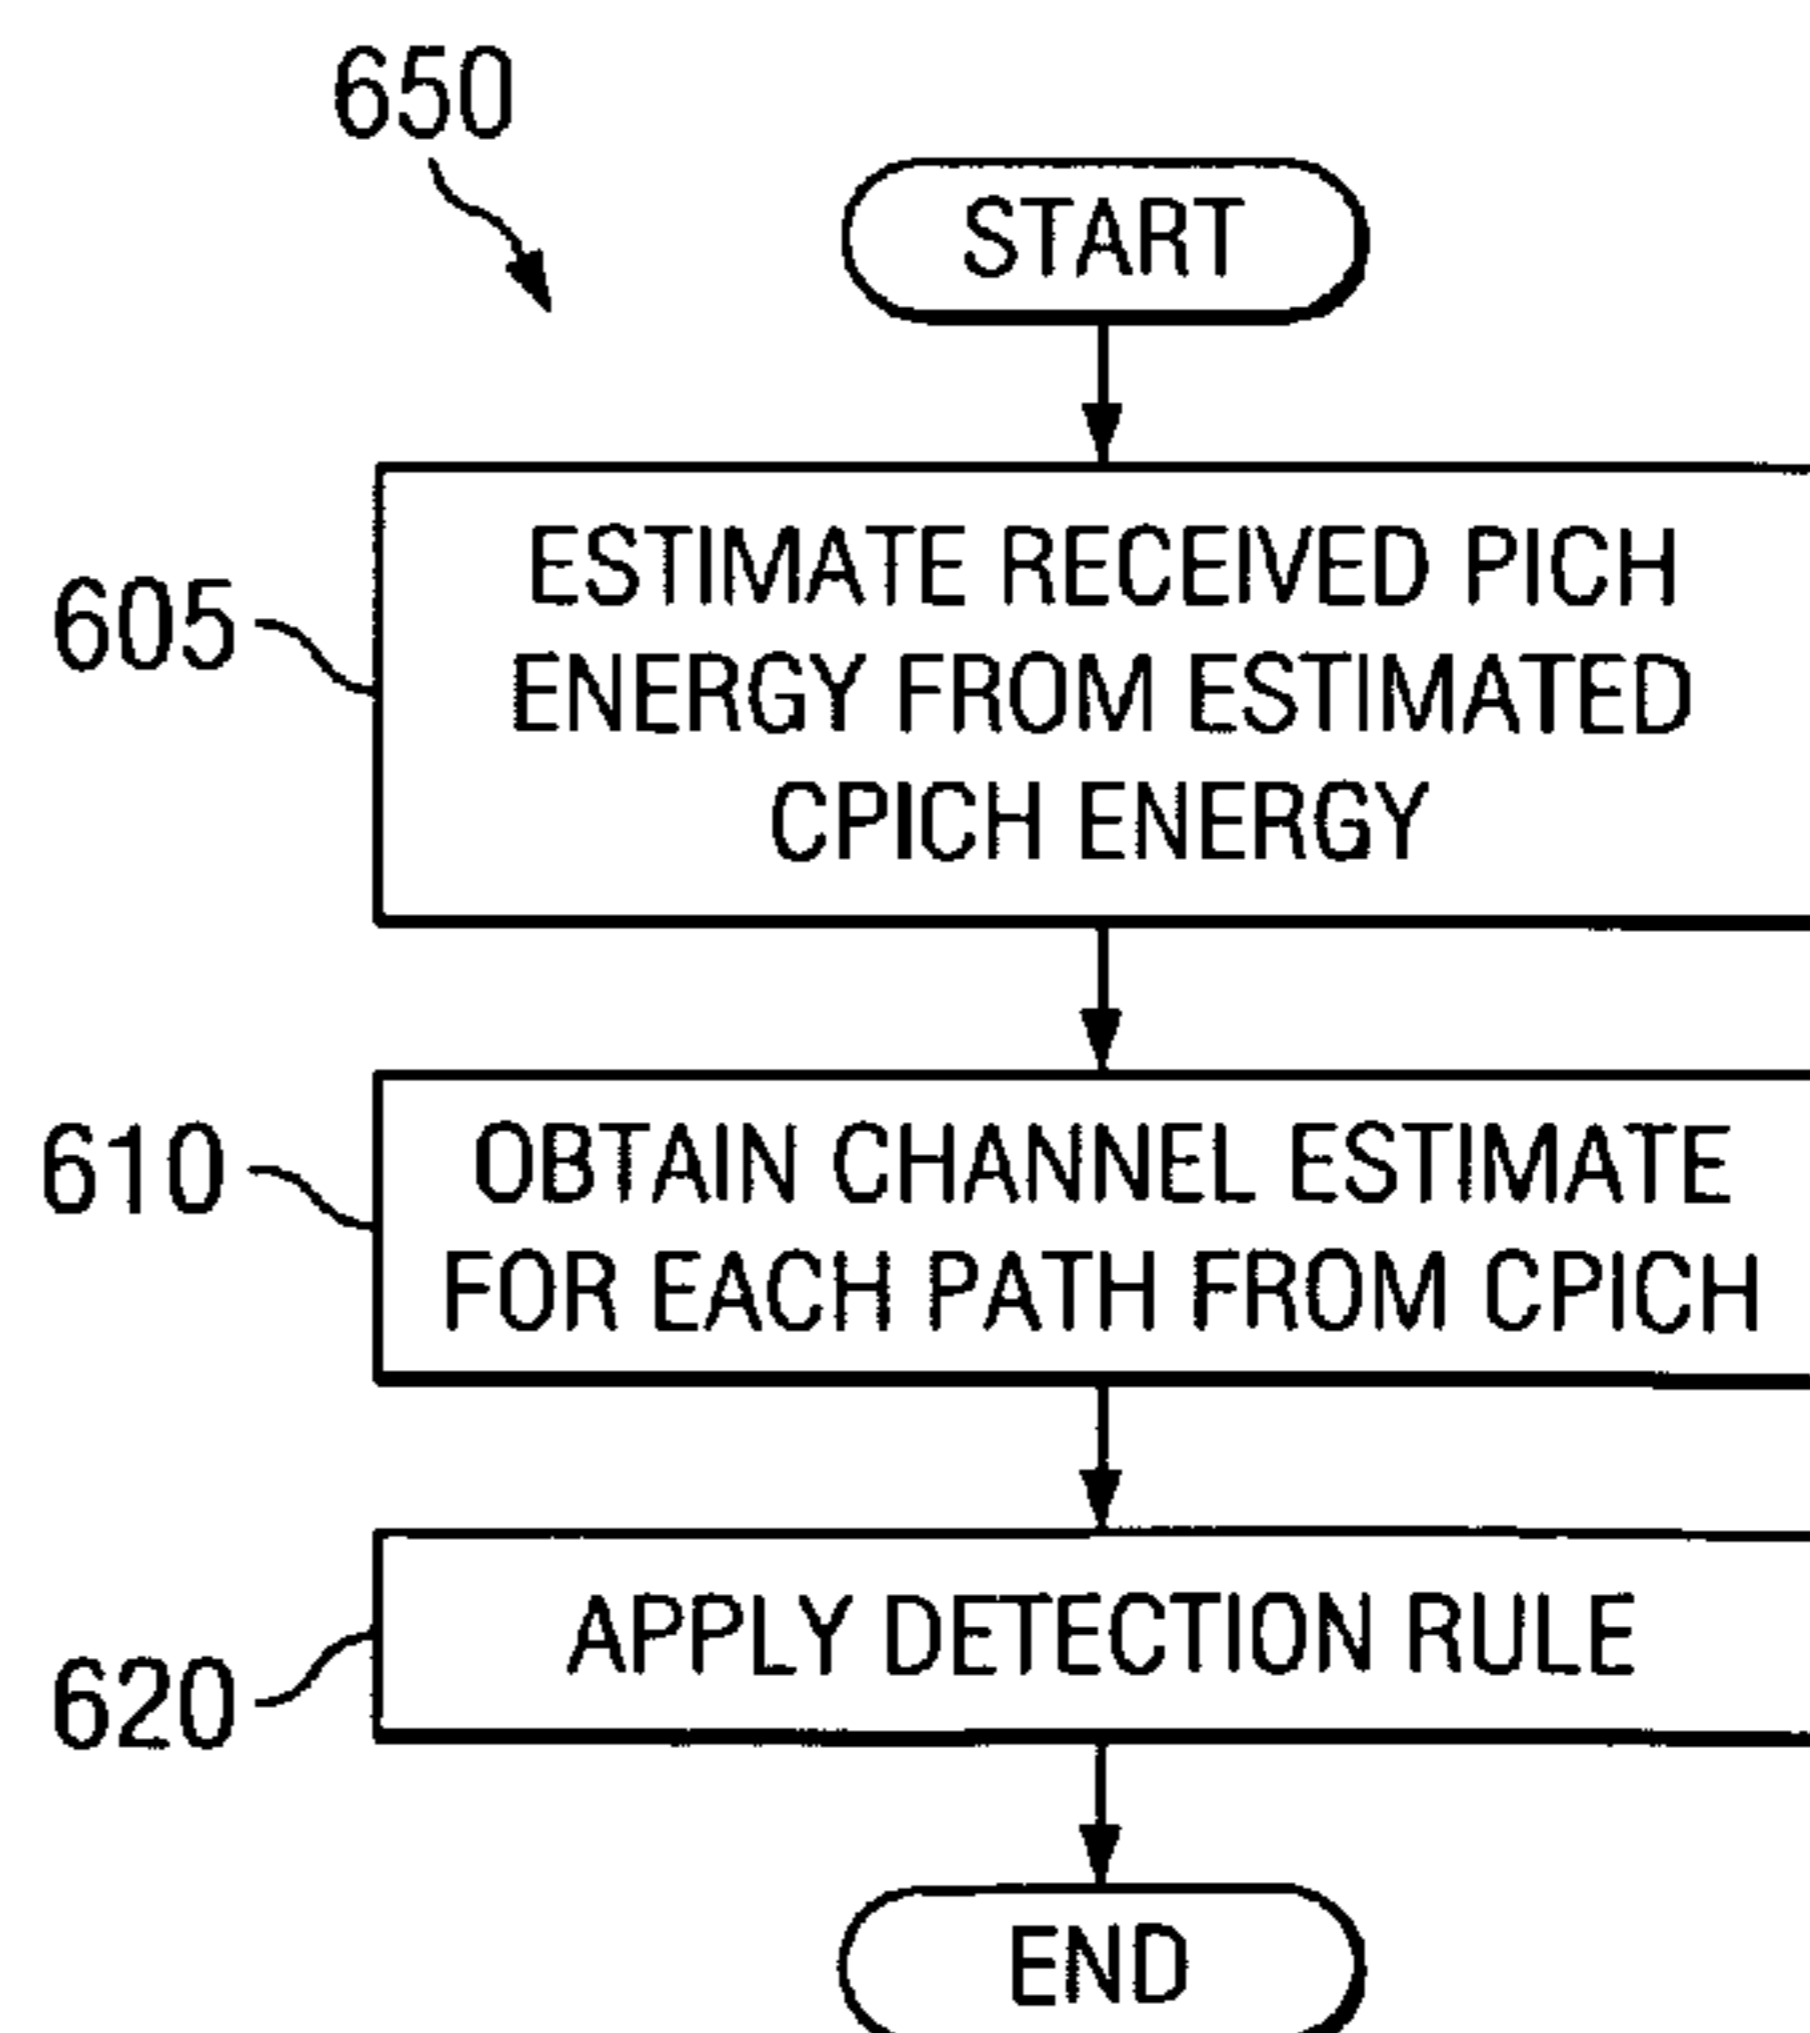 650
START
605
ESTIMATE RECEIVED PICH
ENERGY FROM ESTIMATED
CPICH ENERGY
610
OBTAIN CHANNEL ESTIMATE
FOR EACH PATH FROM CPICH
APPLY DETECTION RULE
620
END